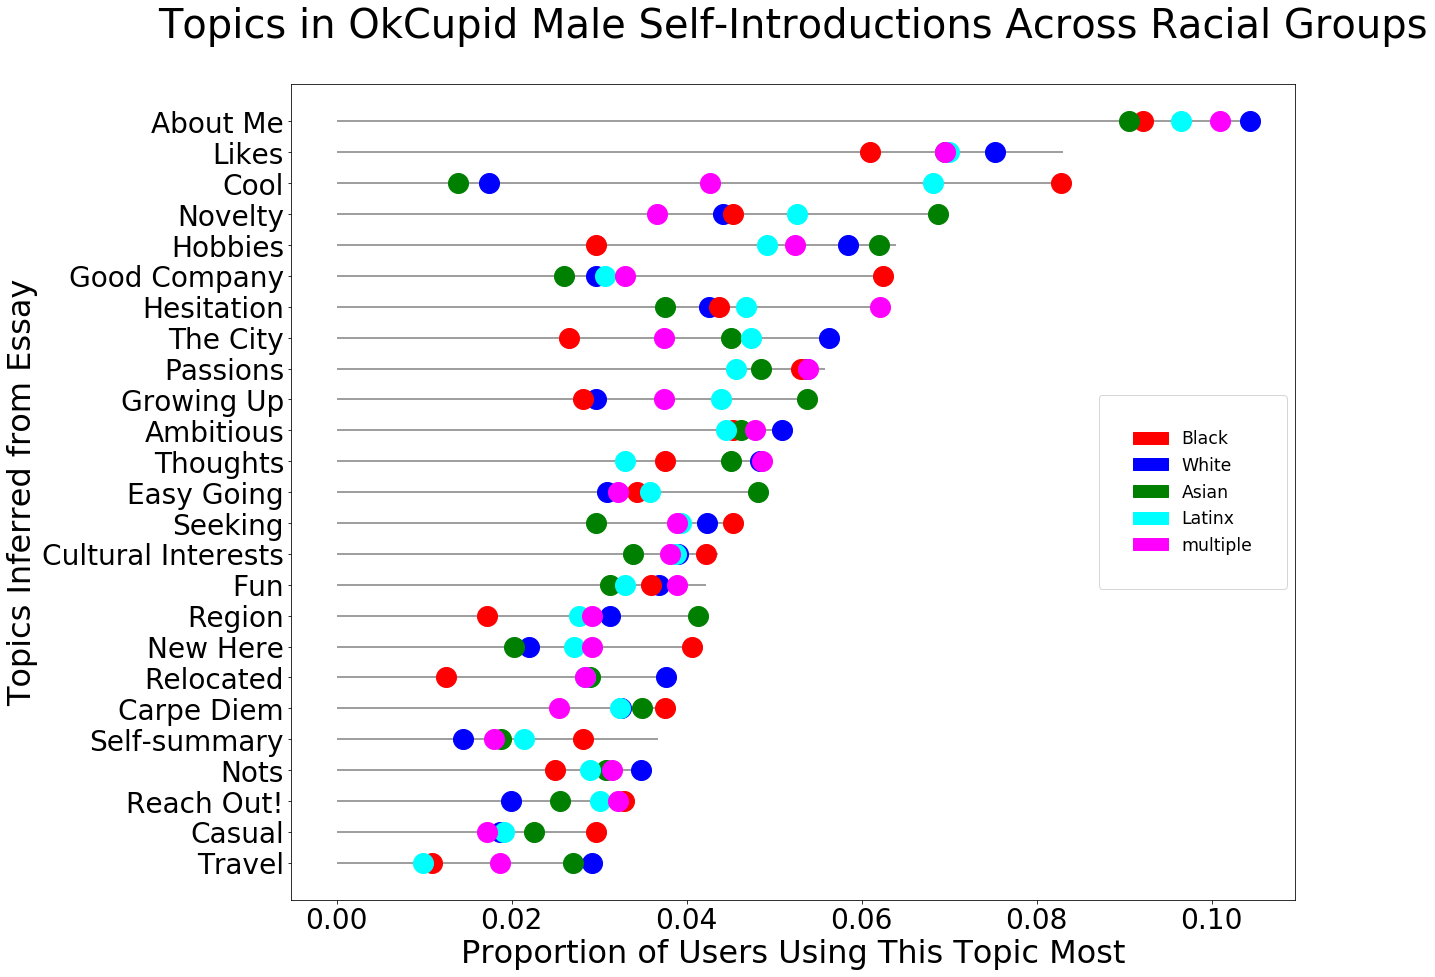 Topics in OkCupid Male Self-Introductions Across Racial Groups
Topics Inferred from Essay
About Me
Likes
Cool
Novelty
Hobbies
Good Company
Hesitation
The City
Passions
Growing Up
Ambitious
Thoughts
Easy Going
Seeking
Cultural Interests
Fun
Region
New Here
Relocated
Carpe Diem
Self-summary
Nots
Reach Out!
Casual
Travel
Black
White
Asian
Latinx
multiple
0.00 0.02 0.04 0.06 0.08 0.10
Proportion of Users Using This Topic Most